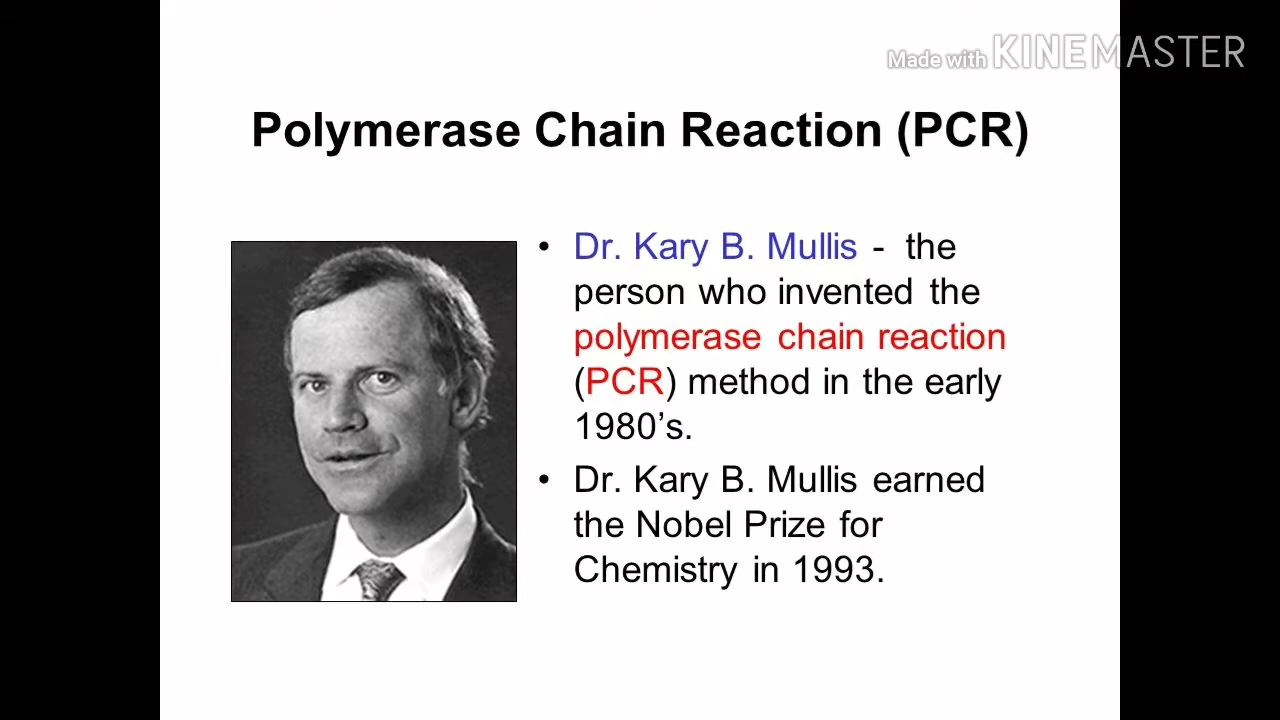 Made with KINEMASTER
Polymerase Chain Reaction (PCR)
• Dr. Kary B. Mullis - the
person who invented the
polymerase chain reaction
(PCR) method in the early
1980’s.
• Dr. Kary B. Mullis earned
the Nobel Prize for
Chemistry in 1993.